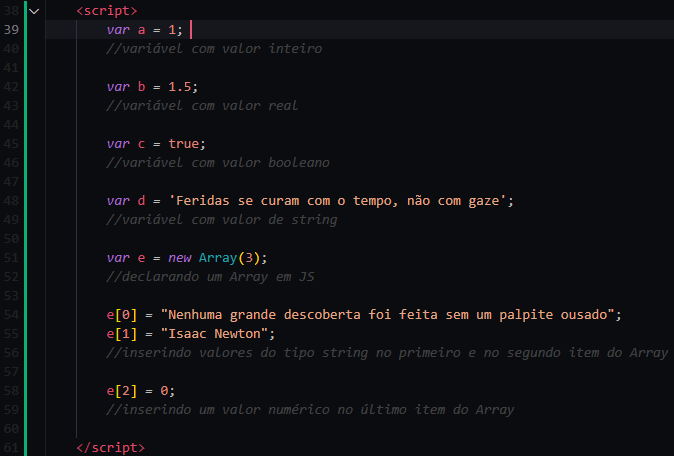 38 <script>
39 var a = 1;
40 //variável com valor inteiro
41
42 var b = 1.5;
43 //variável com valor real
44
45 var c = true;
46 //variável com valor booleano
47
48 var d = 'Feridas se curam com o tempo, não com gaze';
49 //variável com valor de string
50
51 var e = new Array(3);
52 //declarando um Array em JS
53
54 e[0] = "Nenhuma grande descoberta foi feita sem um palpite ousado";
55 e[1] = "Isaac Newton";
56 //inserindo valores do tipo string no primeiro e no segundo item do Array
57
58 e[2] = 0;
59 //inserindo um valor numérico no último item do Array
60
61 </script>